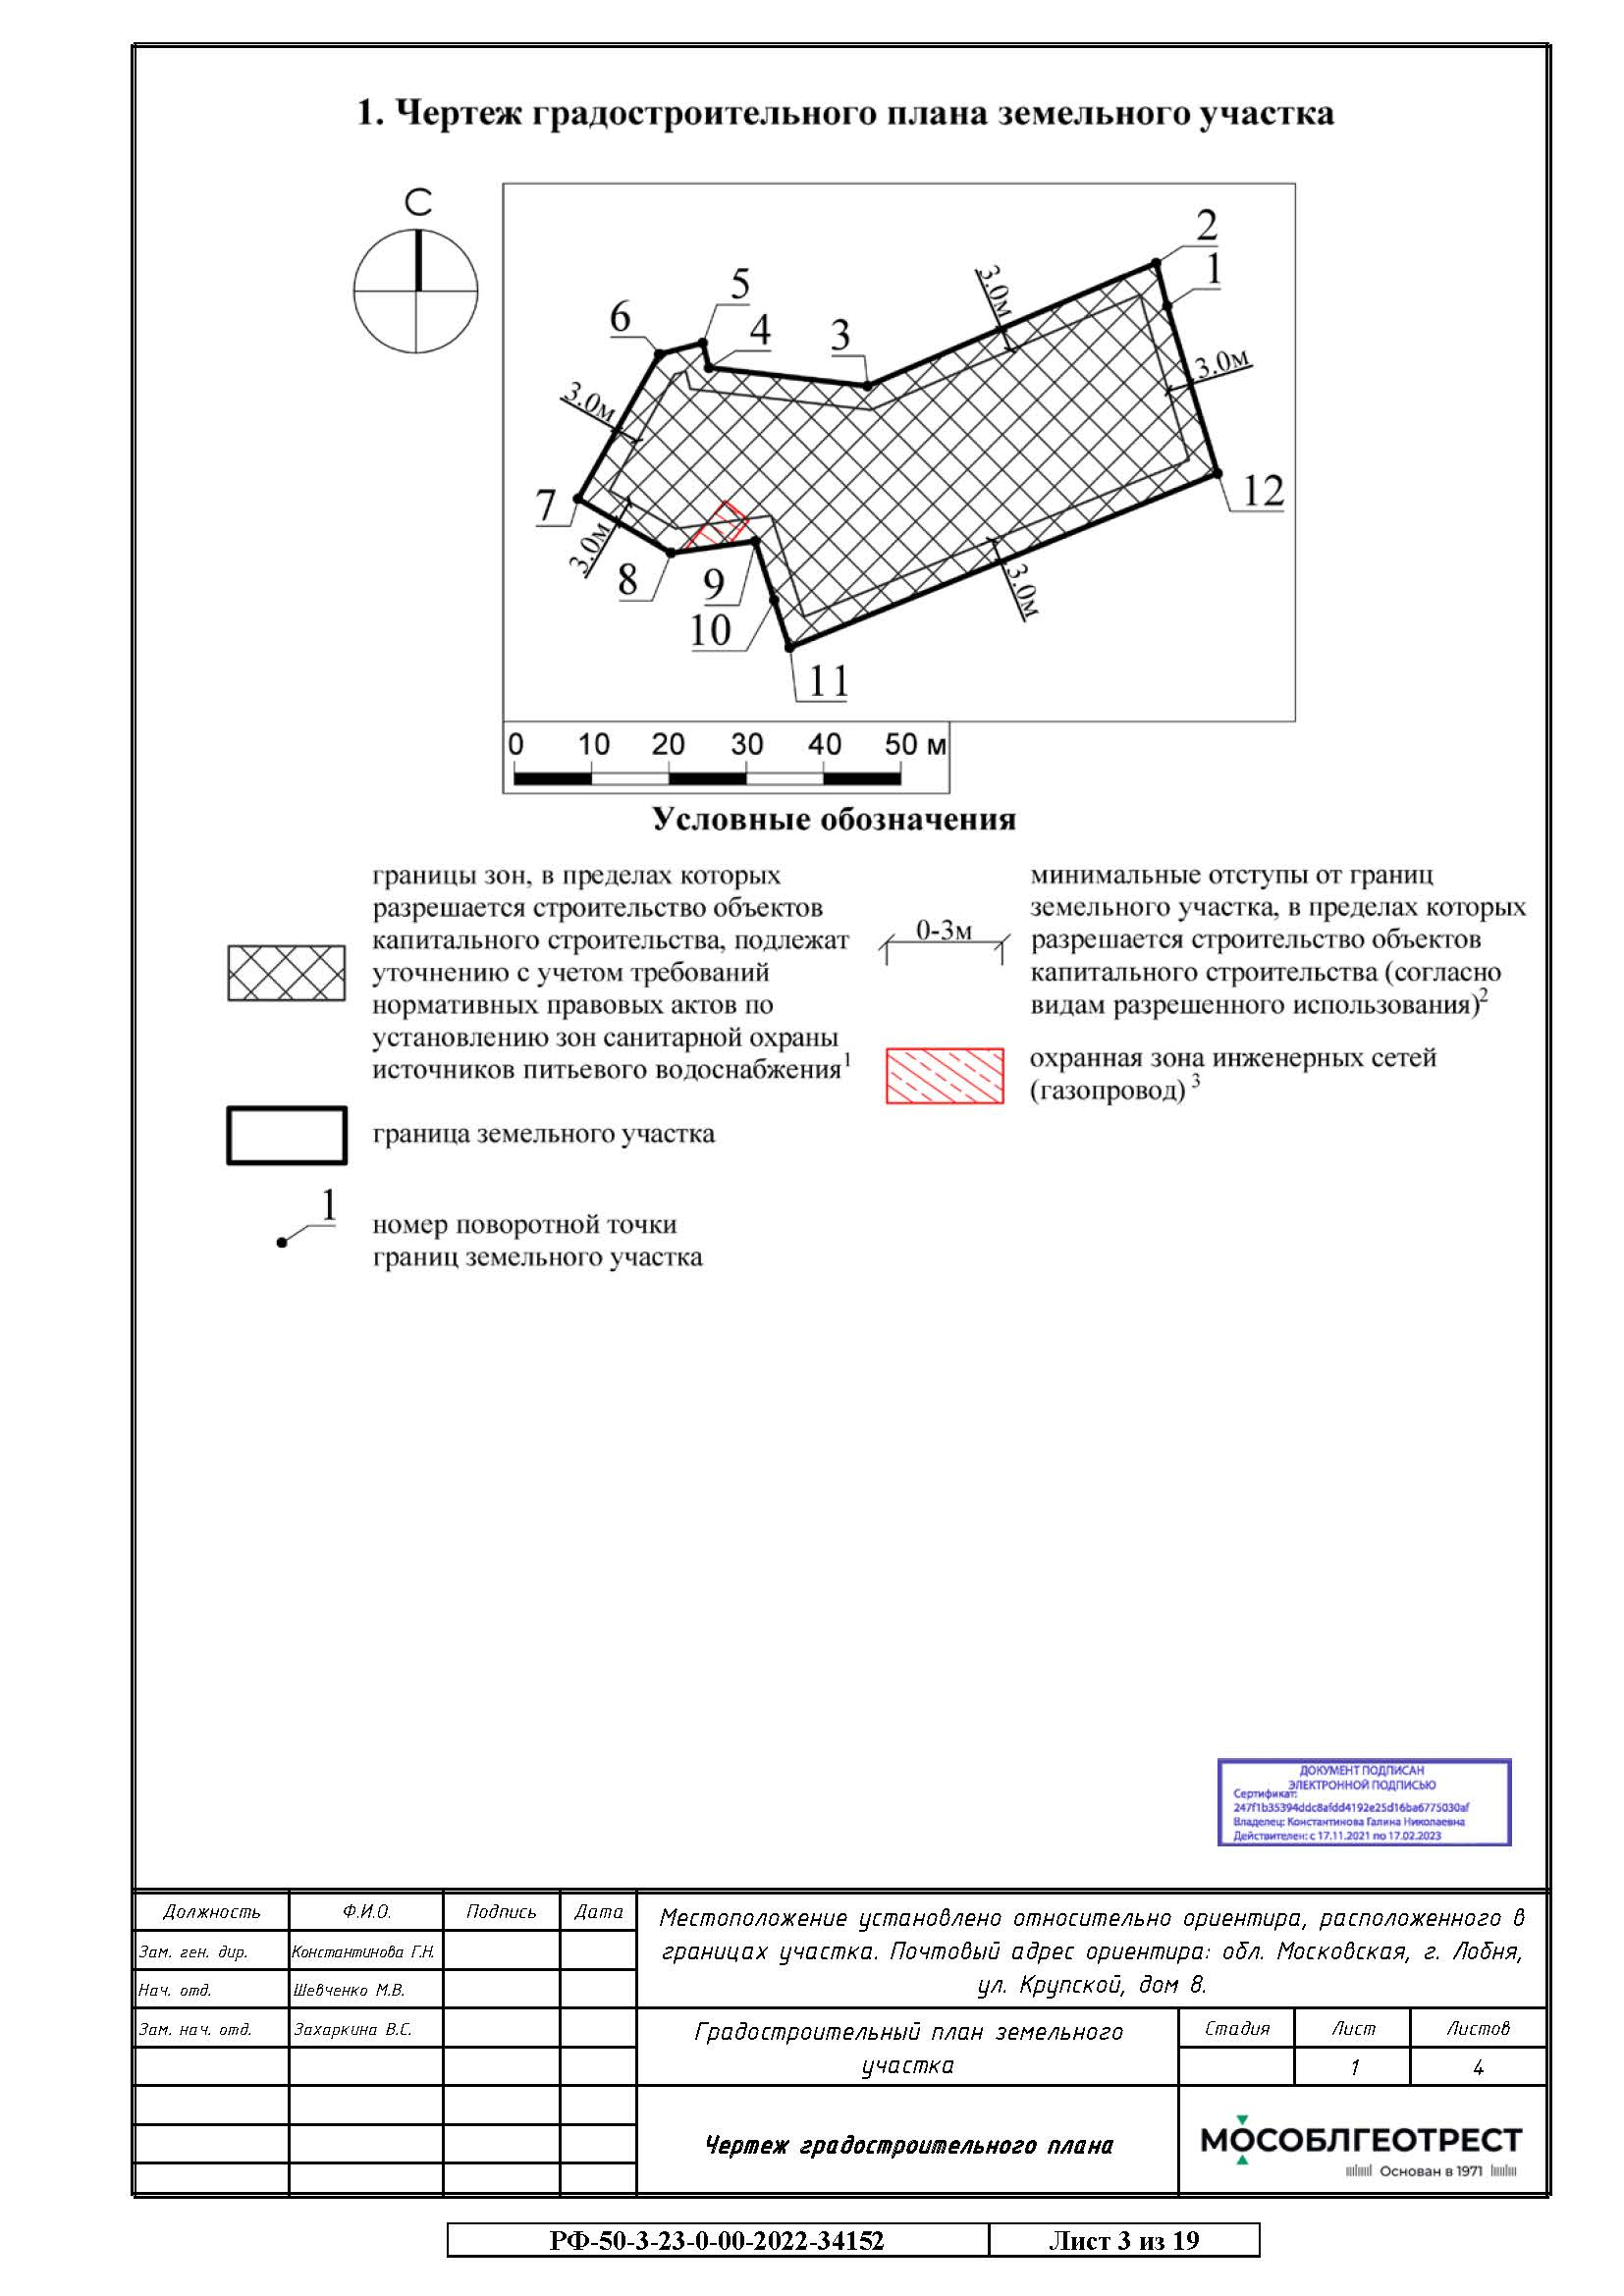 1. Чертеж градостроительного плана земельного участка
С
2
1
3.0м
5
6
4
3
3.0м
3.0м
7
12
3.0м
3.0м
8
9
10
11
0 10 20 30 40 50 м
Условные обозначения
границы зон, в пределах которых
разрешается строительство объектов
капитального строительства, подлежат
уточнению с учетом требований
нормативных правовых актов по
установлению зон санитарной охраны
источников питьевого водоснабжения1
граница земельного участка
1
номер поворотной точки
границ земельного участка
0-3м
минимальные отступы от границ
земельного участка, в пределах которых
разрешается строительство объектов
капитального строительства (согласно
видам разрешенного использования)2
охранная зона инженерных сетей
(газопровод) 3
ДОКУМЕНТ ПОДПИСАН
ЭЛЕКТРОННОЙ ПОДПИСЬЮ
Сертификат:
247f1b35394ddc8afdd4192e25d16ba6775030af
Владелец: Константинова Галина Николаевна
Действителен: с 17.11.2021 по 17.02.2023
Должность Ф.И.О. Подпись Дата
Зам. ген. дир. Константинова Г.Н.
Нач. отд. Шевченко М.В.
Зам. нач. отд. Захаркина В.С.
Местоположение установлено относительно ориентира, расположенного в
границах участка. Почтовый адрес ориентира: обл. Московская, г. Лобня,
ул. Крупской, дом 8.
Градостроительный план земельного
участка
Стадия Лист Листов
1 4
Чертеж градостроительного плана
МОСОБЛГЕОТРЕСТ
Основан в 1971
РФ-50-3-23-0-00-2022-34152 Лист 3 из 19